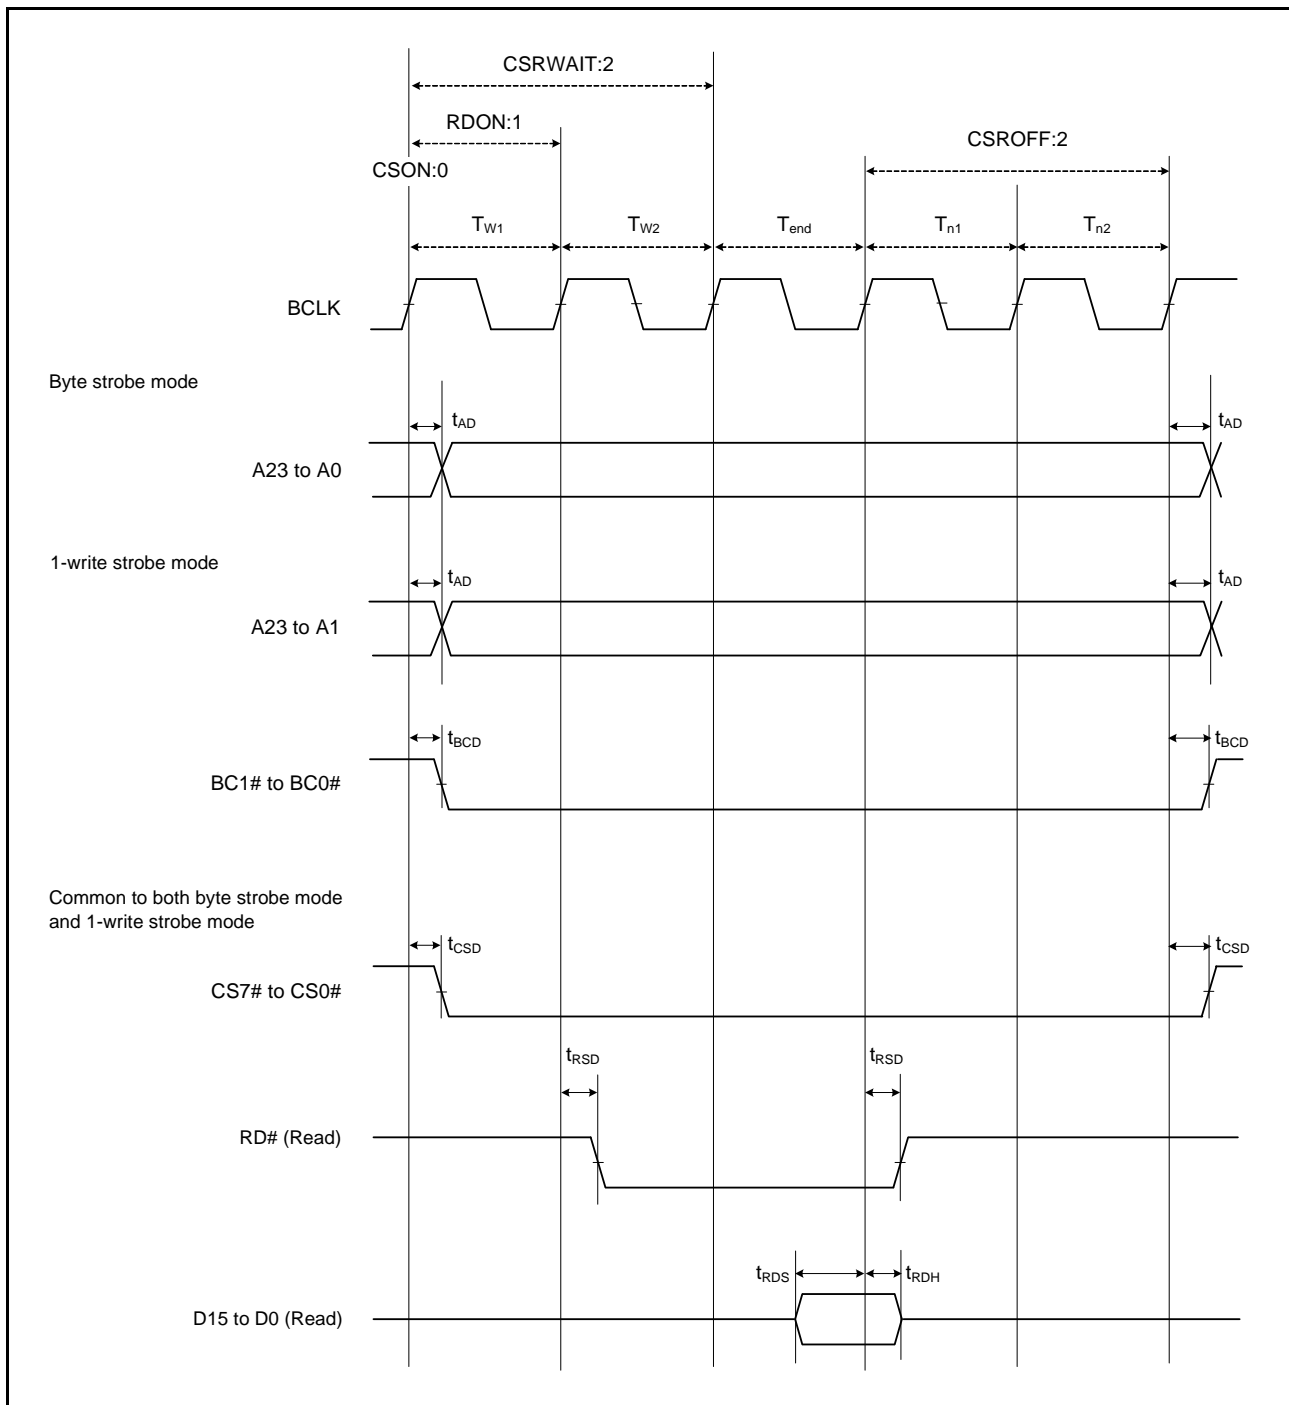 CSRWAIT:2
RDON:1
CSROFF:2
CSON:0
TW1
TW2
Tend
Tn1
Tn2
BCLK
Byte strobe mode
tAD
tAD
A23 to A0
1-write strobe mode
tAD
tAD
A23 to A1
tBCD
tBCD
BC1# to BC0#
Common to both byte strobe mode
and 1-write strobe mode
tCSD
tCSD
CS7# to CS0#
tRSD
tRSD
RD# (Read)
tRDS
tRDH
D15 to D0 (Read)